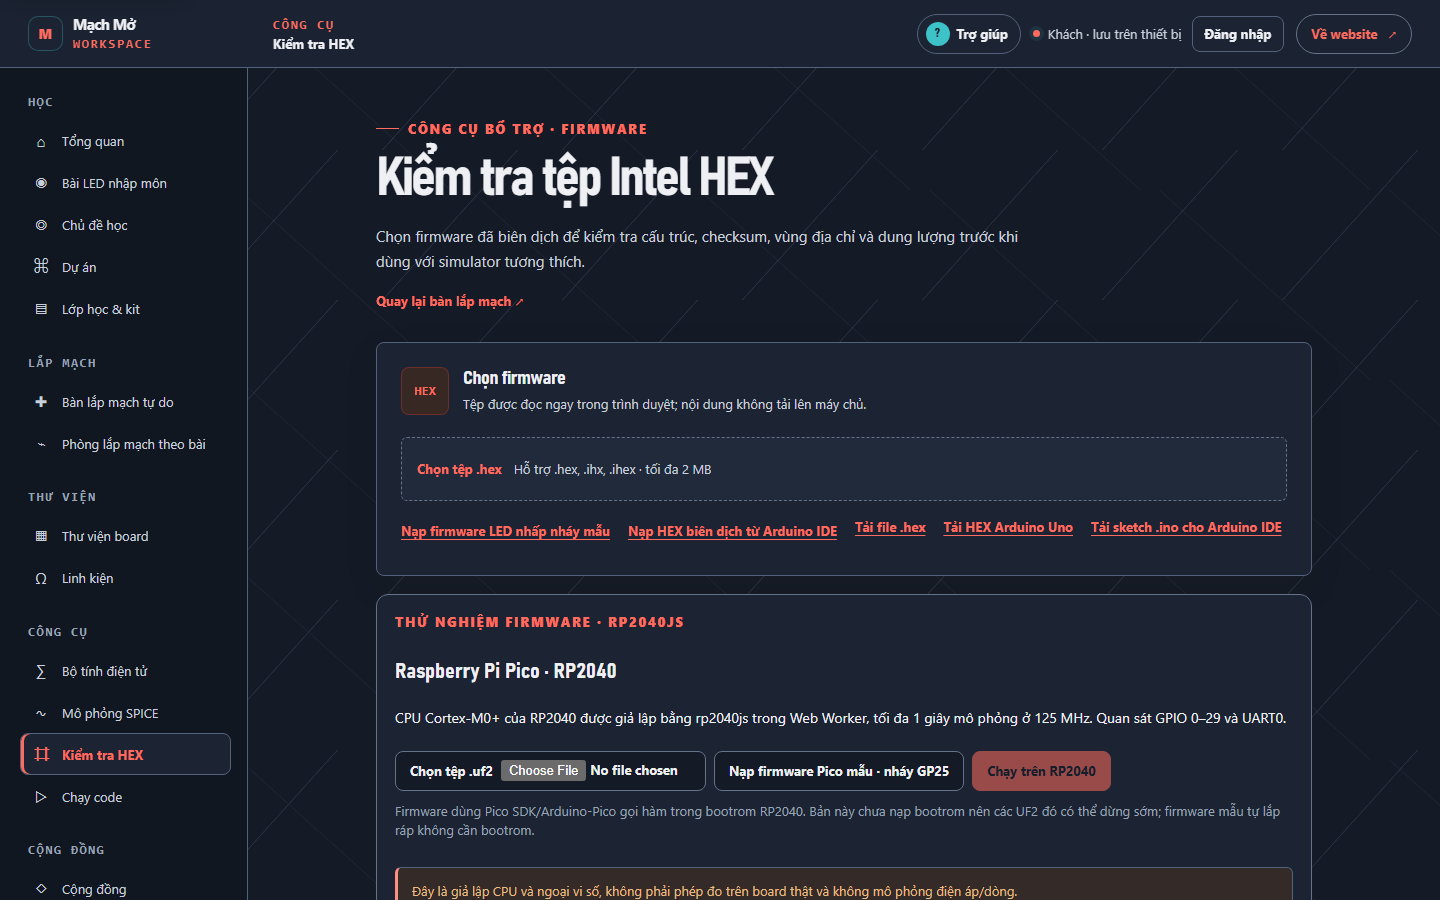 M
Mạch Mở
WORKSPACE
CÔNG CỤ
Kiểm tra HEX
? Trợ giúp
Khách · lưu trên thiết bị
Đăng nhập
Về website ↗
HỌC
Tổng quan
Bài LED nhập môn
Chủ đề học
Dự án
Lớp học & kit
LẮP MẠCH
Bàn lắp mạch tự do
Phòng lắp mạch theo bài
THƯ VIỆN
Thư viện board
Ω Linh kiện
CÔNG CỤ
∑ Bộ tính điện tử
∿ Mô phỏng SPICE
Kiểm tra HEX
Chạy code
CỘNG ĐỒNG
Cộng đồng
CÔNG CỤ BỔ TRỢ · FIRMWARE
Kiểm tra tệp Intel HEX
Chọn firmware đã biên dịch để kiểm tra cấu trúc, checksum, vùng địa chỉ và dung lượng trước khi
dùng với simulator tương thích.
Quay lại bàn lắp mạch ↗
HEX
Chọn firmware
Tệp được đọc ngay trong trình duyệt; nội dung không tải lên máy chủ.
Chọn tệp .hex Hỗ trợ .hex, .ihx, .ihex · tối đa 2 MB
Nạp firmware LED nhấp nháy mẫu Nạp HEX biên dịch từ Arduino IDE Tải file .hex Tải HEX Arduino Uno Tải sketch .ino cho Arduino IDE
THỬ NGHIỆM FIRMWARE · RP2040JS
Raspberry Pi Pico · RP2040
CPU Cortex-M0+ của RP2040 được giả lập bằng rp2040js trong Web Worker, tối đa 1 giây mô phỏng ở 125 MHz. Quan sát GPIO 0–29 và UART0.
Chọn tệp .uf2 Choose File No file chosen
Nạp firmware Pico mẫu · nháy GP25
Chạy trên RP2040
Firmware dùng Pico SDK/Arduino-Pico gọi hàm trong bootrom RP2040. Bản này chưa nạp bootrom nên các UF2 đó có thể dừng sớm; firmware mẫu tự lắp
ráp không cần bootrom.
Đây là giả lập CPU và ngoại vi số, không phải phép đo trên board thật và không mô phỏng điện áp/dòng.